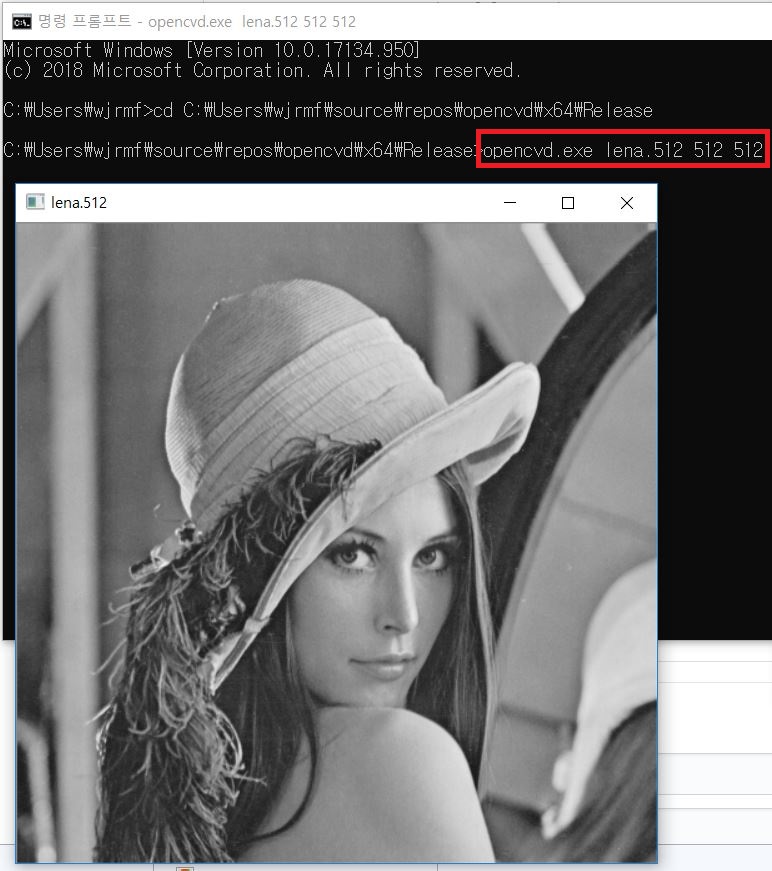 명령 프롬프트 - opencvd.exe lena.512 512 512
Microsoft Windows [Version 10.0.17134.950]
(c) 2018 Microsoft Corporation. All rights reserved.
C:₩Users₩wjrmf>cd C:₩Users₩wjrmf₩source₩repos₩opencvd₩x64₩Release
C:₩Users₩wjrmf₩source₩repos₩opencvd₩x64₩Release>opencvd.exe lena.512 512 512
lena.512